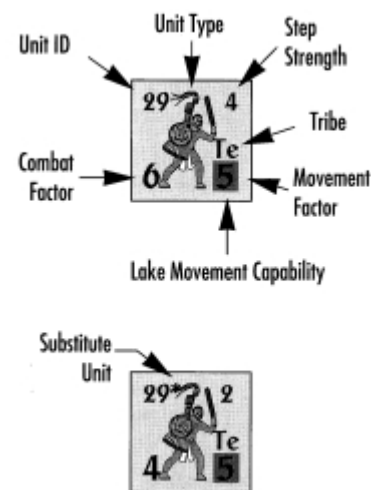 Unit Type
Unit ID
Step
Strength
29
4
Tribe
Te
Combat
Factor
6
5
Movement
Factor
Lake Movement Capability
Substitute
Unit
29*
2
Te
4
5